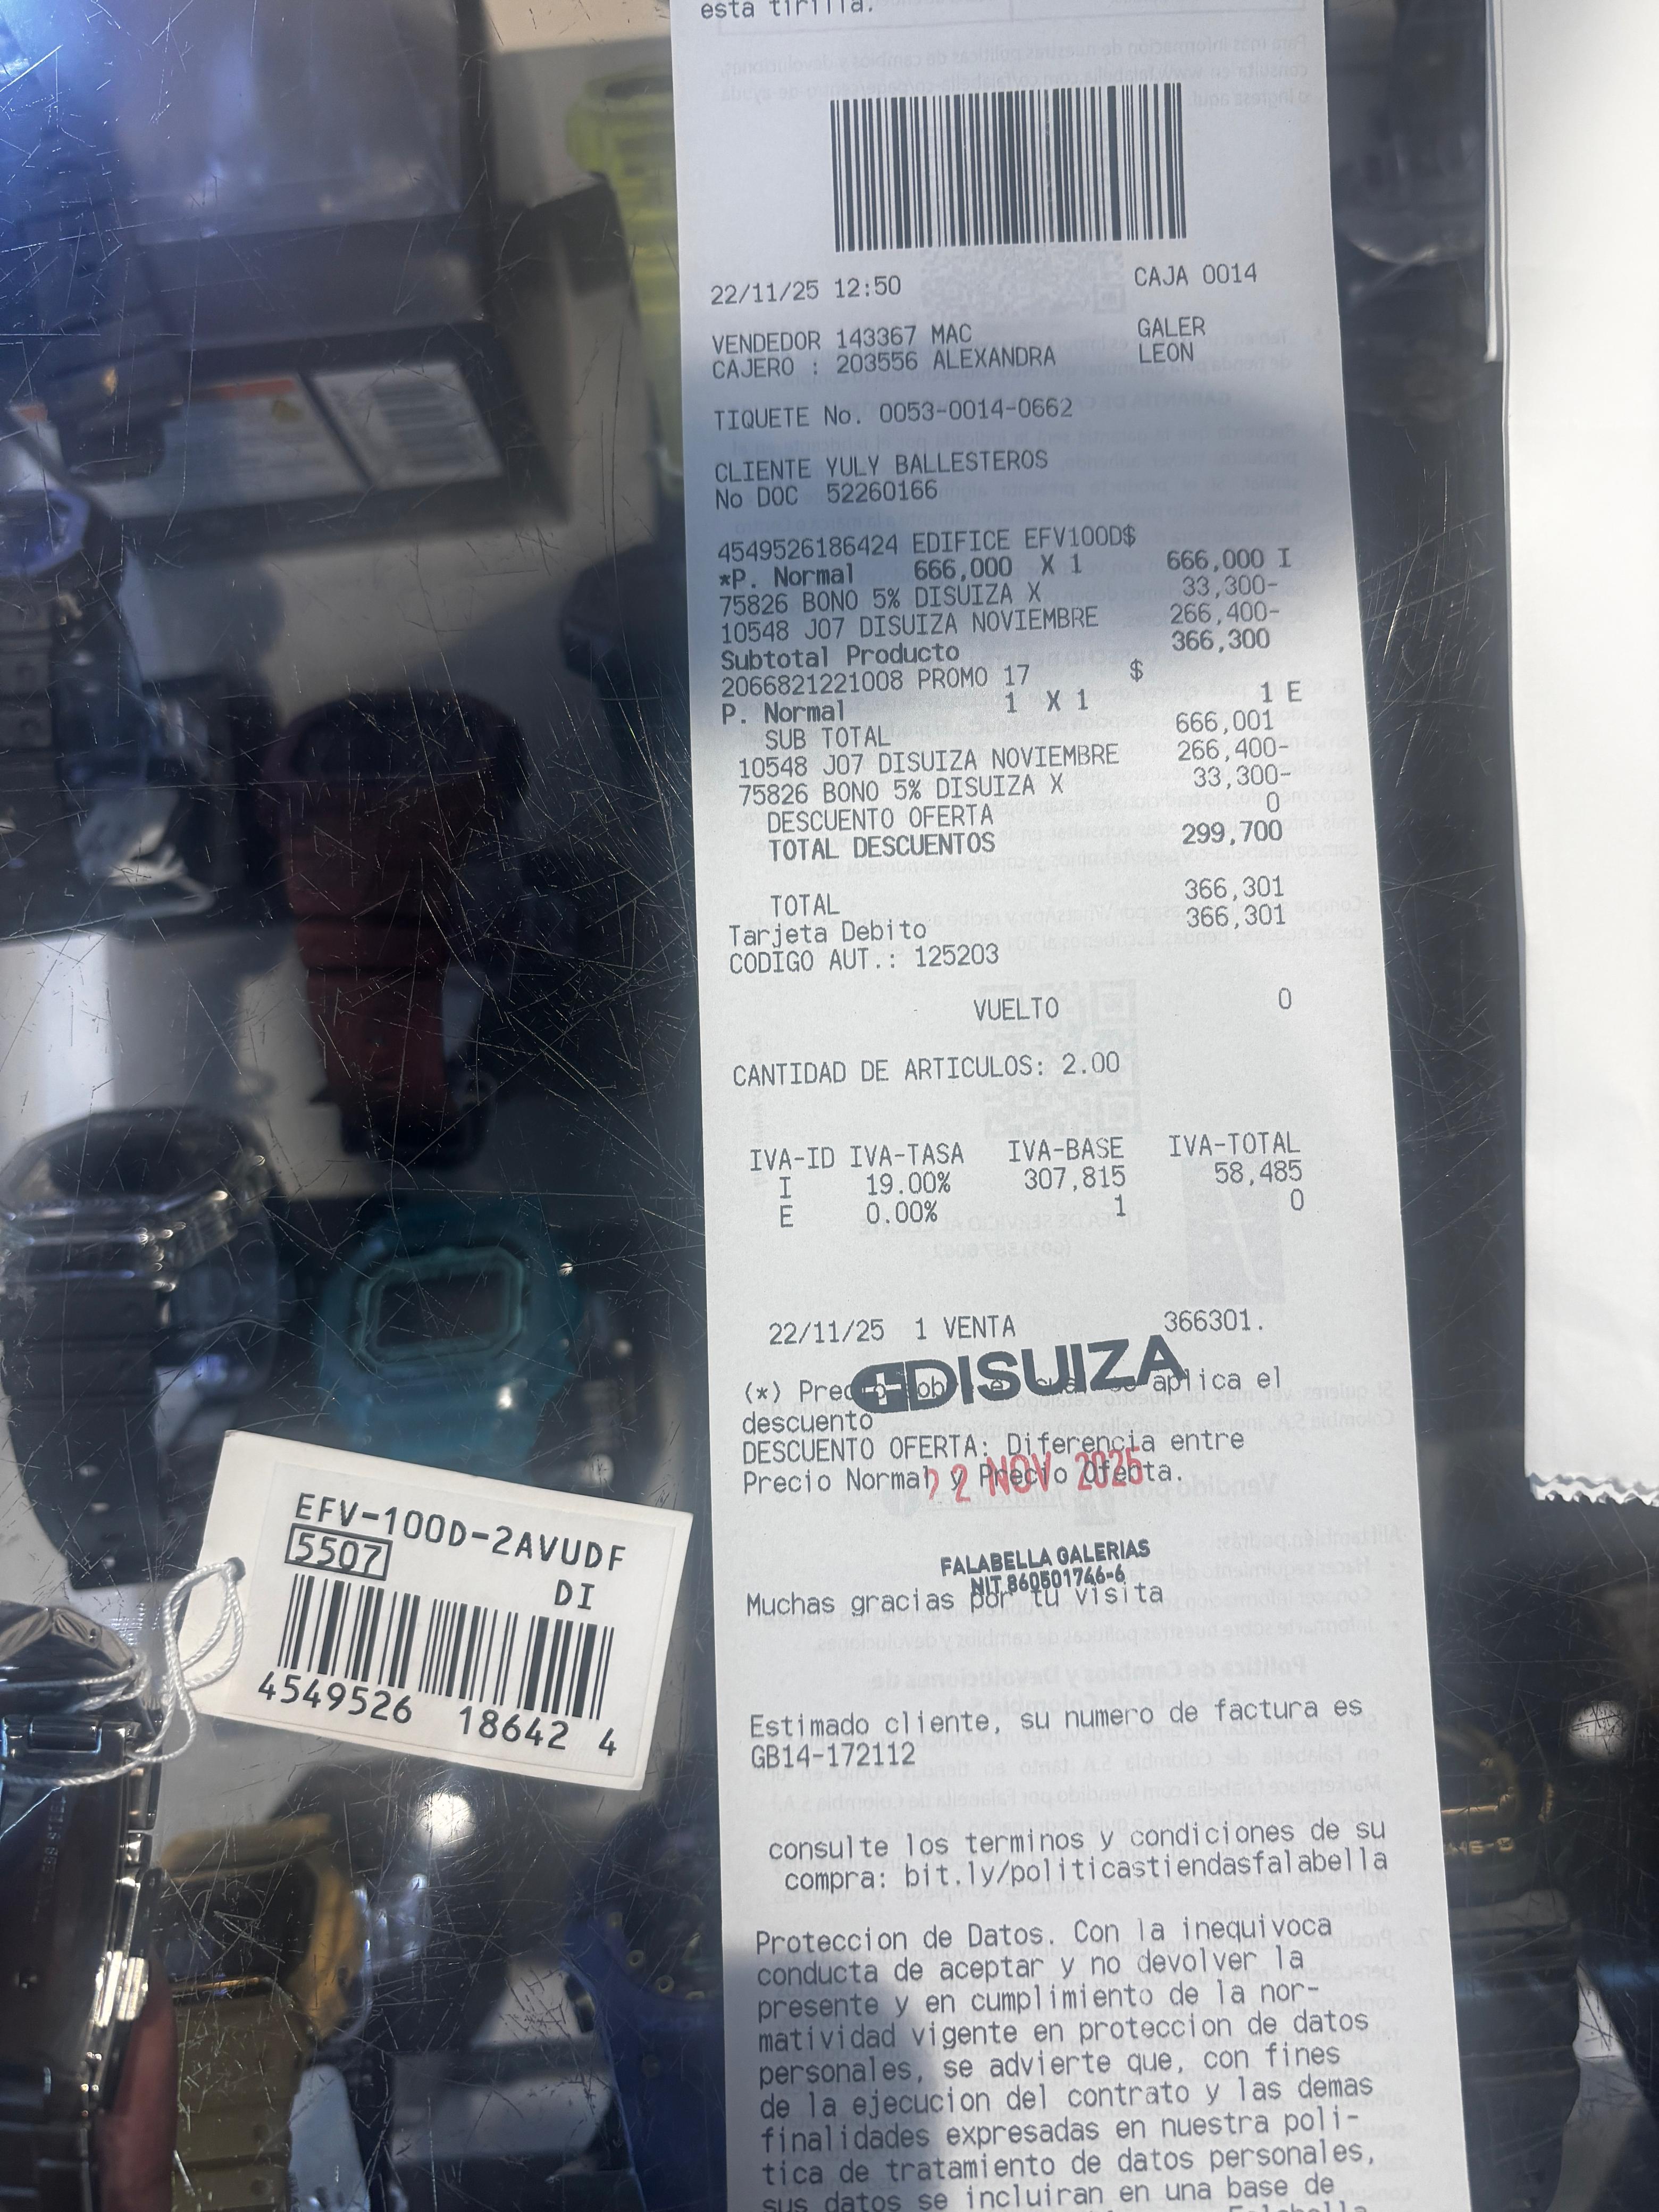 esta tirilla.
22/11/25 12:50 CAJA 0014
VENDEDOR 143367 MAC GALER
CAJERO : 203556 ALEXANDRA LEON
TIQUETE No. 0053-0014-0662
CLIENTE YULY BALLESTEROS
No DOC 52260166
4549526186424 EDIFICE EFV100D$
*P. Normal 666,000 X 1 666,000 I
75826 BONO 5% DISUIZA X 33,300-
10548 J07 DISUIZA NOVIEMBRE 266,400-
Subtotal Producto 366,300
2066821221008 PROMO 17 $
P. Normal 1 X 1 1 E
SUB TOTAL 666,001
10548 J07 DISUIZA NOVIEMBRE 266,400-
75826 BONO 5% DISUIZA X 33,300-
DESCUENTO OFERTA 0
TOTAL DESCUENTOS 299,700
TOTAL 366,301
Tarjeta Debito 366,301
CODIGO AUT.: 125203
VUELTO 0
CANTIDAD DE ARTICULOS: 2.00
IVA-ID IVA-TASA IVA-BASE IVA-TOTAL
I 19.00% 307,815 58,485
E 0.00% 1 0
22/11/25 1 VENTA 366301.
DISUIZA
(*) aplica el
descuento
DESCUENTO OFERTA: Diferencia entre
Precio Normal y Precio Oferta.
22 NOV 2025
FALABELLA GALERIAS
NIT 860501746-6
Muchas gracias por tu visita
Estimado cliente, su numero de factura es
GB14-172112
consulte los terminos y condiciones de su
compra: bit.ly/politicastiendasfalabella
Proteccion de Datos. Con la inequivoca
conducta de aceptar y no devolver la
presente y en cumplimiento de la nor-
matividad vigente en proteccion de datos
personales, se advierte que, con fines
de la ejecucion del contrato y las demas
finalidades expresadas en nuestra poli-
tica de tratamiento de datos personales,
sus datos se incluiran en una base de
EFV-100D-2AVUDF
5507
DI
4549526 18642 4